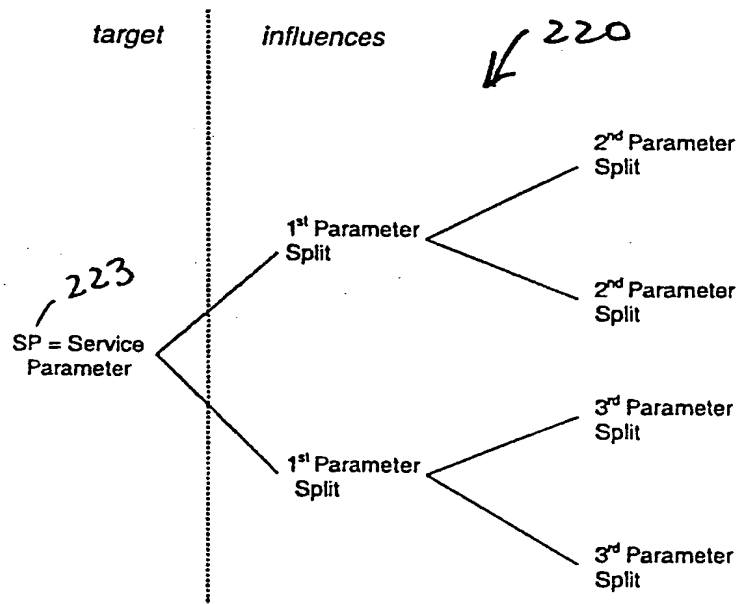 target
influences
220
2nd Parameter
Split
1st Parameter
Split
2nd Parameter
Split
223
SP = Service
Parameter
3rd Parameter
Split
1st Parameter
Split
3rd Parameter
Split